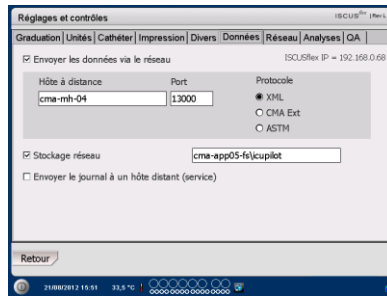 Réglages et contrôles
ISCUSflex
Graduation Unités Cathéter Impression Divers Données Réseau Analyses QA
Envoyer les données via le réseau ISCUSflex IP = 192.168.0.68
Hôte à distance Port Protocole
cma-mh-04 13000 XML
CMA Ext
ASTM
Stockage réseau cma-app05-fs\icupilot
Envoyer le journal à un hôte distant (service)
Retour
21/08/2012 15:51 33,5 °C